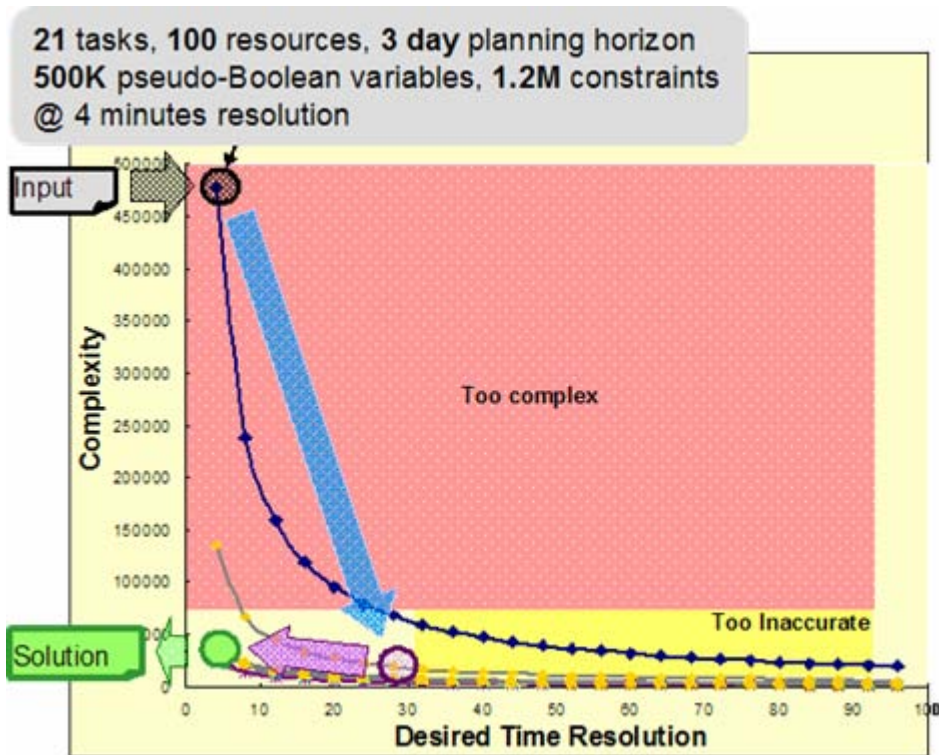 21 tasks, 100 resources, 3 day planning horizon
500K pseudo-Boolean variables, 1.2M constraints
@ 4 minutes resolution
Input
450000
400000
350000
300000
250000
200000
150000
100000
0
Complexity
Too complex
Too Inaccurate
Solution
0 10 20 30 40 50 60 70 80 90
Desired Time Resolution